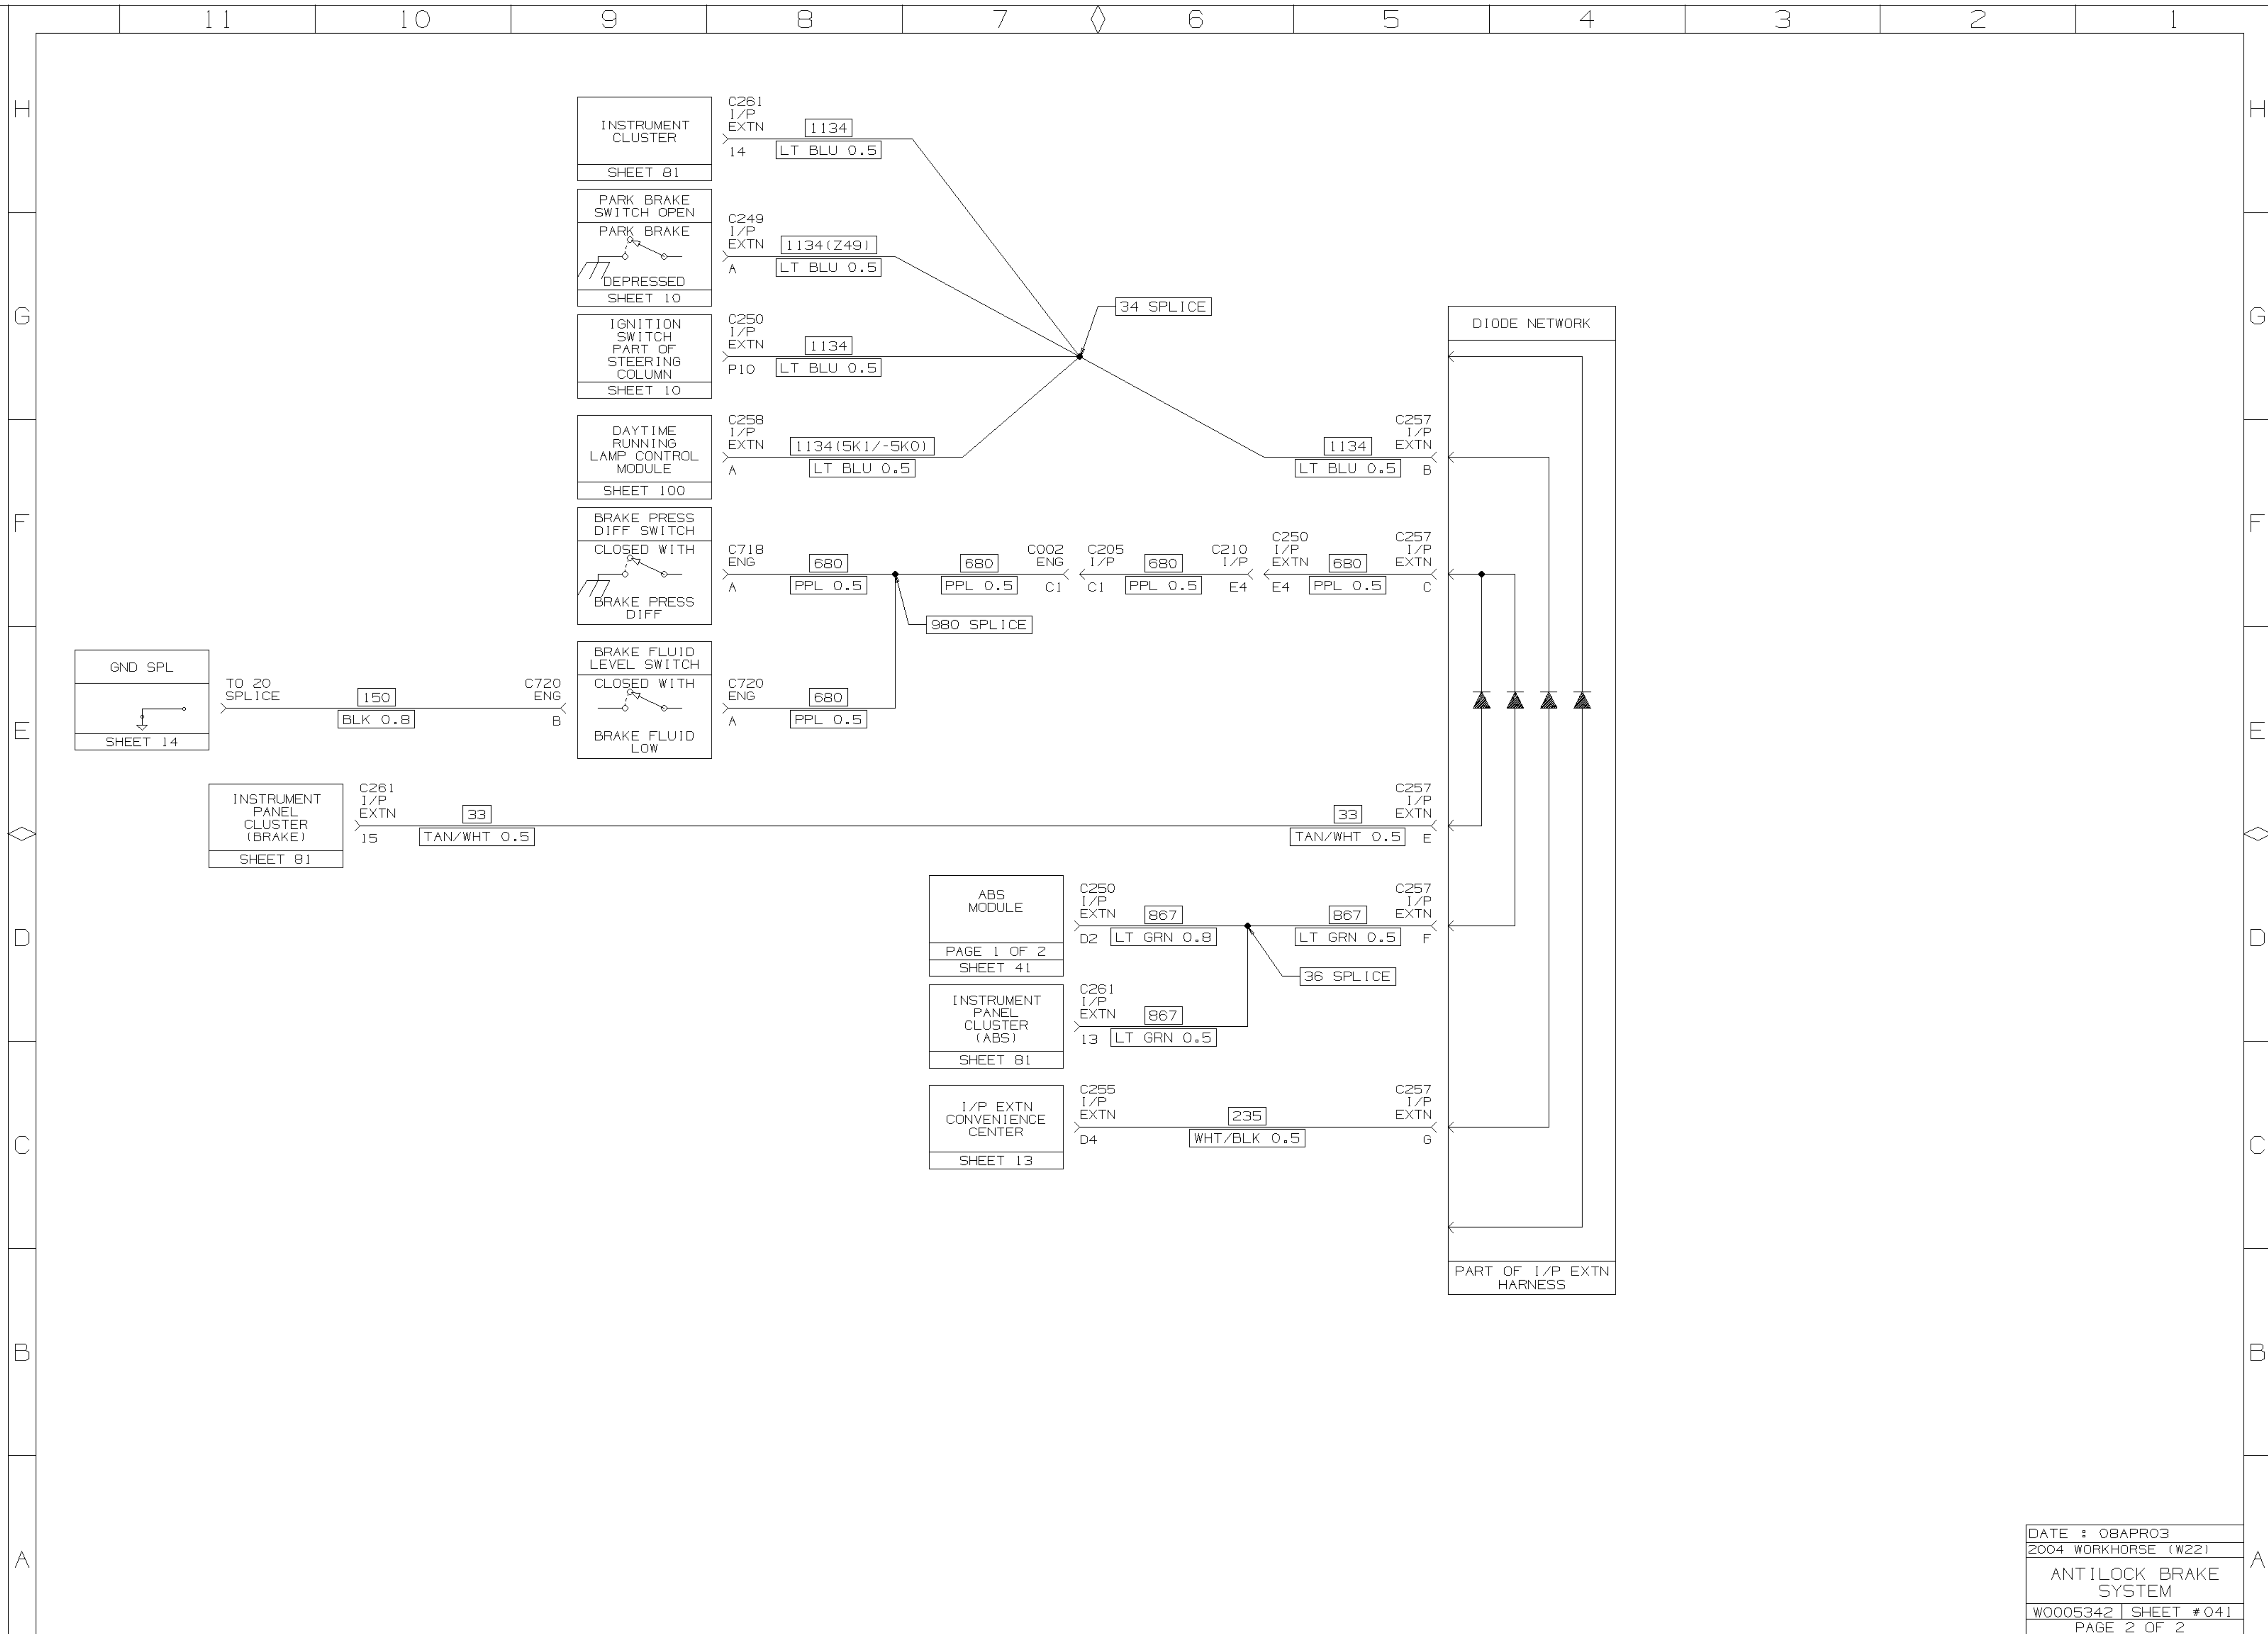 11 10 9 8 7 6 5 4 3 2 1
H
H
G
G
F
F
E
E
D
D
C
C
B
B
A
A
INSTRUMENT
CLUSTER
SHEET 81
C261
I/P
EXTN
14
1134
LT BLU 0.5
PARK BRAKE
SWITCH OPEN
PARK BRAKE
DEPRESSED
SHEET 10
C249
I/P
EXTN
A
1134(Z49)
LT BLU 0.5
IGNITION
SWITCH
PART OF
STEERING
COLUMN
SHEET 10
C250
I/P
EXTN
P10
1134
LT BLU 0.5
34 SPLICE
DAYTIME
RUNNING
LAMP CONTROL
MODULE
SHEET 100
C258
I/P
EXTN
A
1134(5K1/-5K0)
LT BLU 0.5
1134
LT BLU 0.5
C257
I/P
EXTN
B
DIODE NETWORK
BRAKE PRESS
DIFF SWITCH
CLOSED WITH
BRAKE PRESS
DIFF
C718
ENG
A
680
PPL 0.5
680
PPL 0.5
C002
ENG
C1
C205
I/P
C1
680
PPL 0.5
C210
I/P
E4
C250
I/P
EXTN
E4
680
PPL 0.5
C257
I/P
EXTN
C
980 SPLICE
GND SPL
SHEET 14
TO 20
SPLICE
150
BLK 0.8
C720
ENG
B
BRAKE FLUID
LEVEL SWITCH
CLOSED WITH
BRAKE FLUID
LOW
C720
ENG
A
680
PPL 0.5
INSTRUMENT
PANEL
CLUSTER
(BRAKE)
SHEET 81
C261
I/P
EXTN
15
33
TAN/WHT 0.5
33
TAN/WHT 0.5
C257
I/P
EXTN
E
ABS
MODULE
PAGE 1 OF 2
SHEET 41
C250
I/P
EXTN
D2
867
LT GRN 0.8
867
LT GRN 0.5
C257
I/P
EXTN
F
36 SPLICE
INSTRUMENT
PANEL
CLUSTER
(ABS)
SHEET 81
C261
I/P
EXTN
13
867
LT GRN 0.5
I/P EXTN
CONVENIENCE
CENTER
SHEET 13
C255
I/P
EXTN
D4
235
WHT/BLK 0.5
C257
I/P
EXTN
G
PART OF I/P EXTN
HARNESS
DATE : 08APR03
2004 WORKHORSE (W22)
ANTILOCK BRAKE
SYSTEM
W0005342 SHEET #041
PAGE 2 OF 2